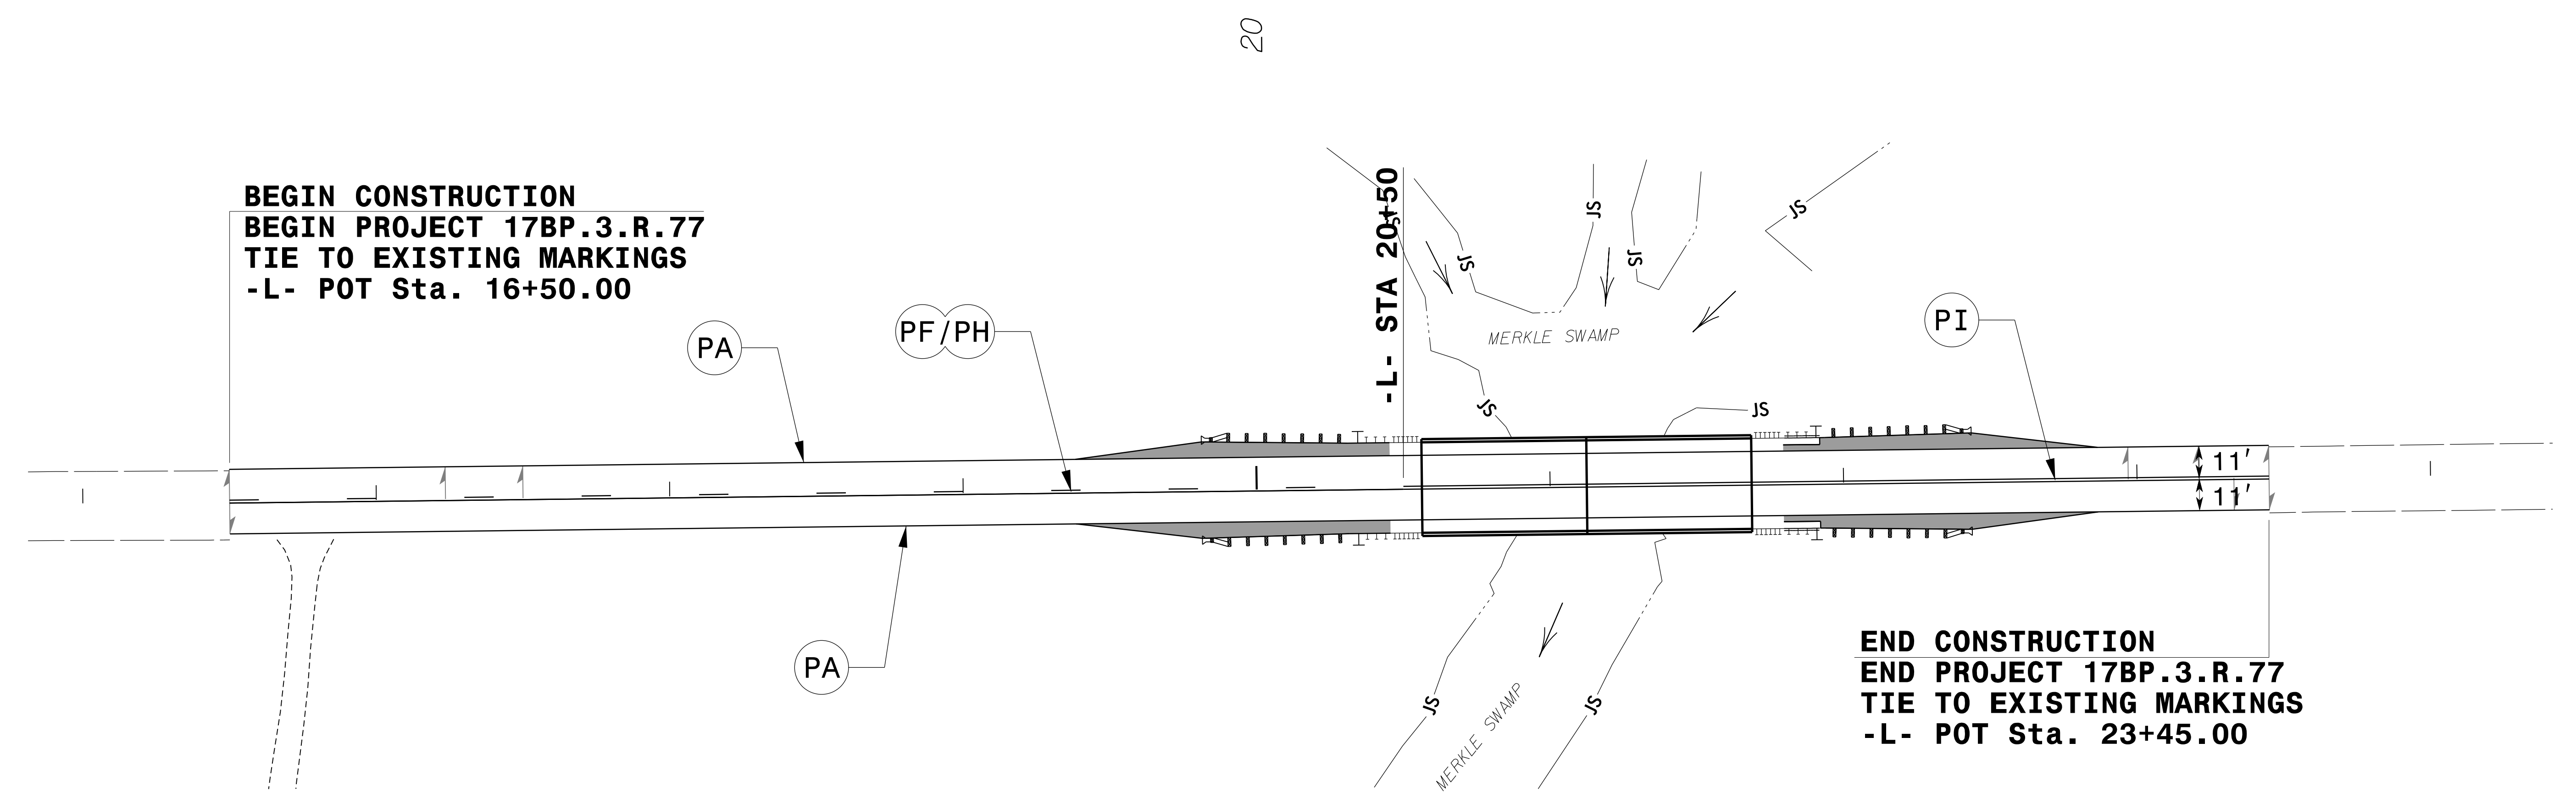 20
BEGIN CONSTRUCTION
BEGIN PROJECT 17BP.3.R.77
TIE TO EXISTING MARKINGS
-L- POT Sta. 16+50.00
-L- STA 20+50
JS
JS
JS
JS
JS
MERKLE SWAMP
PA
PF/PH
PI
JS
JS
11'
11'
PA
JS
JS
MERKLE SWAMP
END CONSTRUCTION
END PROJECT 17BP.3.R.77
TIE TO EXISTING MARKINGS
-L- POT Sta. 23+45.00